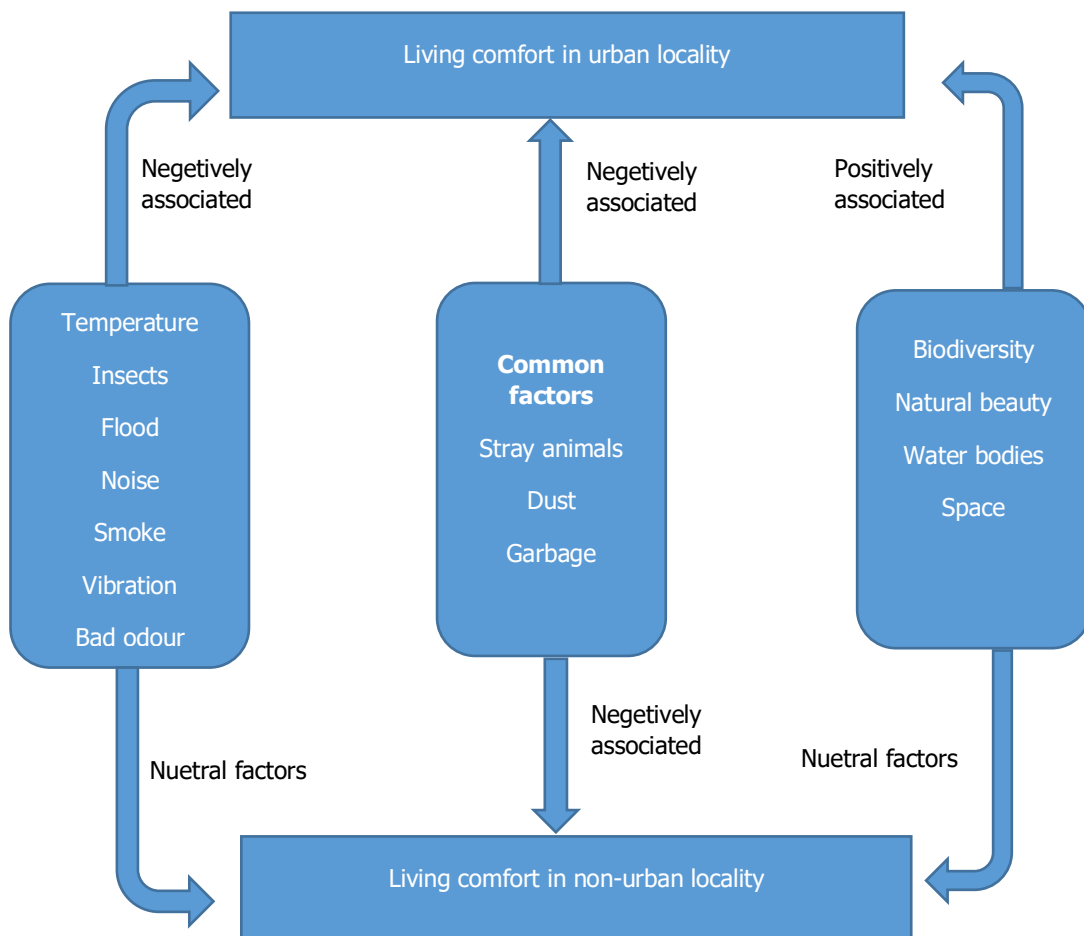 Living comfort in urban locality
Negetively
associated
Negetively
associated
Positively
associated
Temperature
Insects
Flood
Noise
Smoke
Vibration
Bad odour
Common
factors
Stray animals
Dust
Garbage
Biodiversity
Natural beauty
Water bodies
Space
Nuetral factors
Negetively
associated
Nuetral factors
Living comfort in non-urban locality